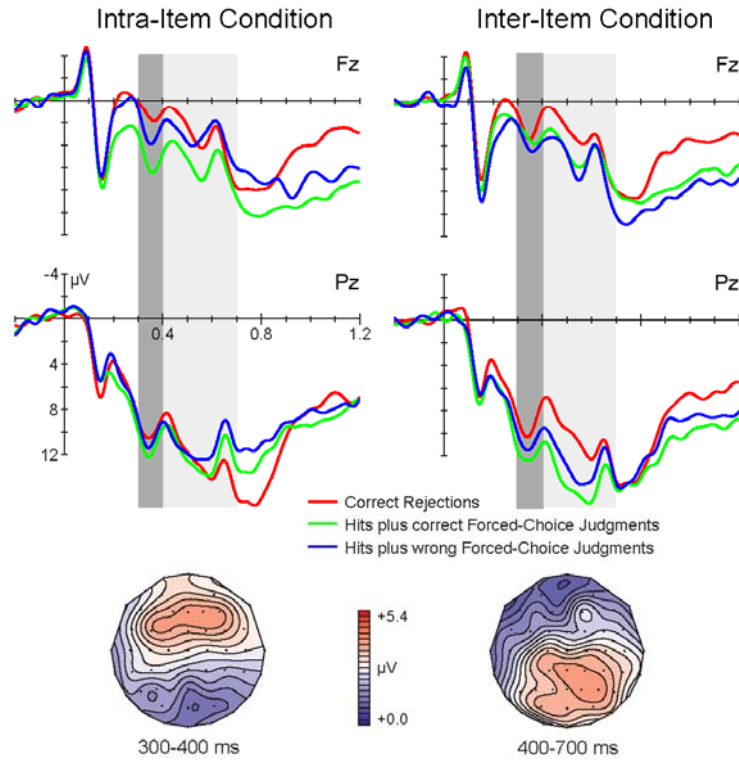 Intra-Item Condition
Inter-Item Condition
Fz
Fz
Pz
Pz
-4
µV
0
0.4
0.8
1.2
4
8
12
Correct Rejections
Hits plus correct Forced-Choice Judgments
Hits plus wrong Forced-Choice Judgments
+5.4
µV
+0.0
300-400 ms
400-700 ms